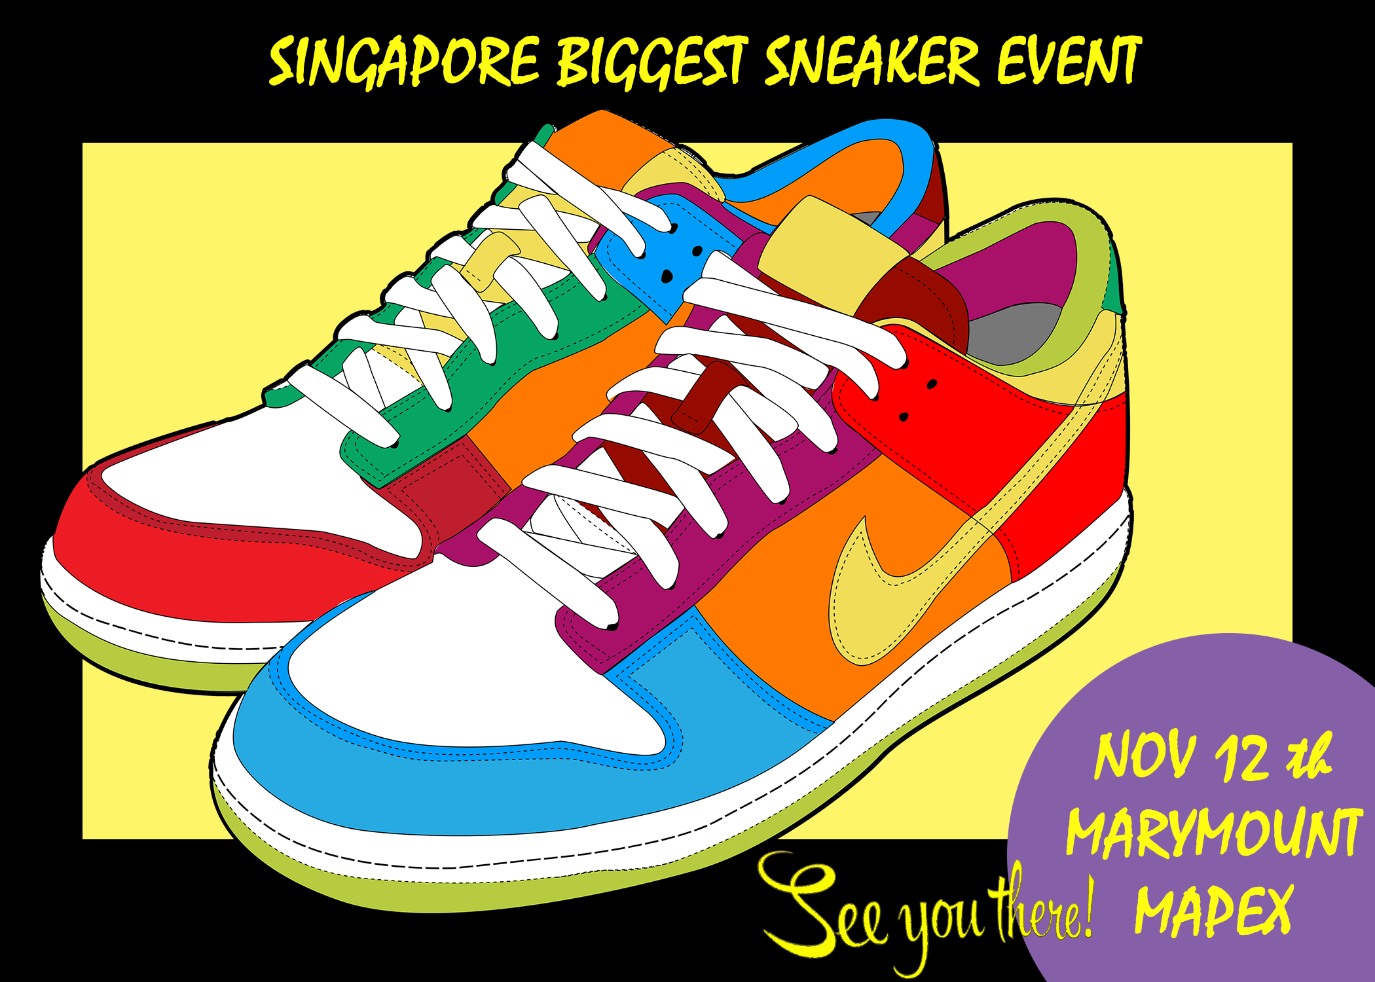 SINGAPORE BIGGEST SNEAKER EVENT
NOV 12 th
MARYMOUNT
MAPEX
See you there!